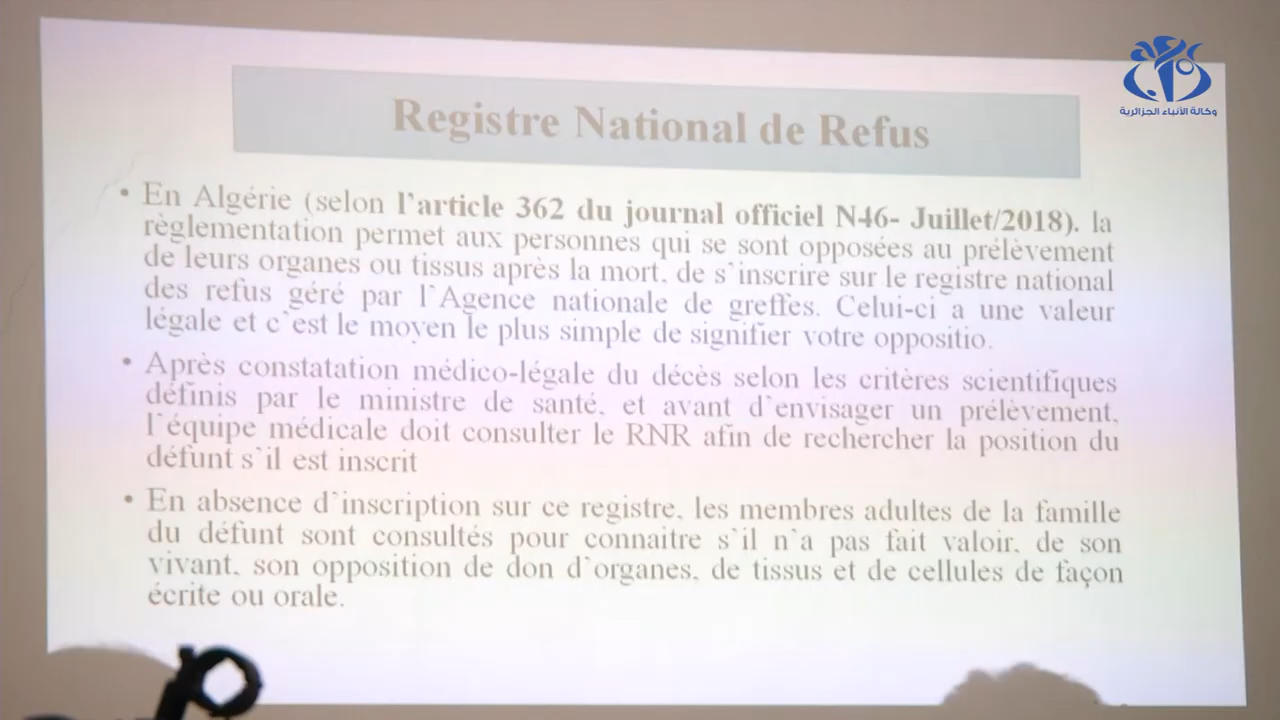 وكالة الأنباء الجزائرية
Registre National de Refus
• En Algérie (selon l'article 362 du journal officiel N46- Juillet/2018). la
règlementation permet aux personnes qui se sont opposées au prélèvement
de leurs organes ou tissus après la mort, de s`inscrire sur le registre national
des refus géré par l`Agence nationale de greffes. Celui-ci a une valeur
légale et c`est le moyen le plus simple de signifier votre oppositio.
• Après constatation médico-légale du décès selon les critères scientifiques
définis par le ministre de santé, et avant d`envisager un prélèvement,
l`équipe médicale doit consulter le RNR afin de rechercher la position du
défunt s`il est inscrit
• En absence d`inscription sur ce registre, les membres adultes de la famille
du défunt sont consultés pour connaitre s`il n`a pas fait valoir, de son
vivant, son opposition de don d`organes, de tissus et de cellules de façon
écrite ou orale.